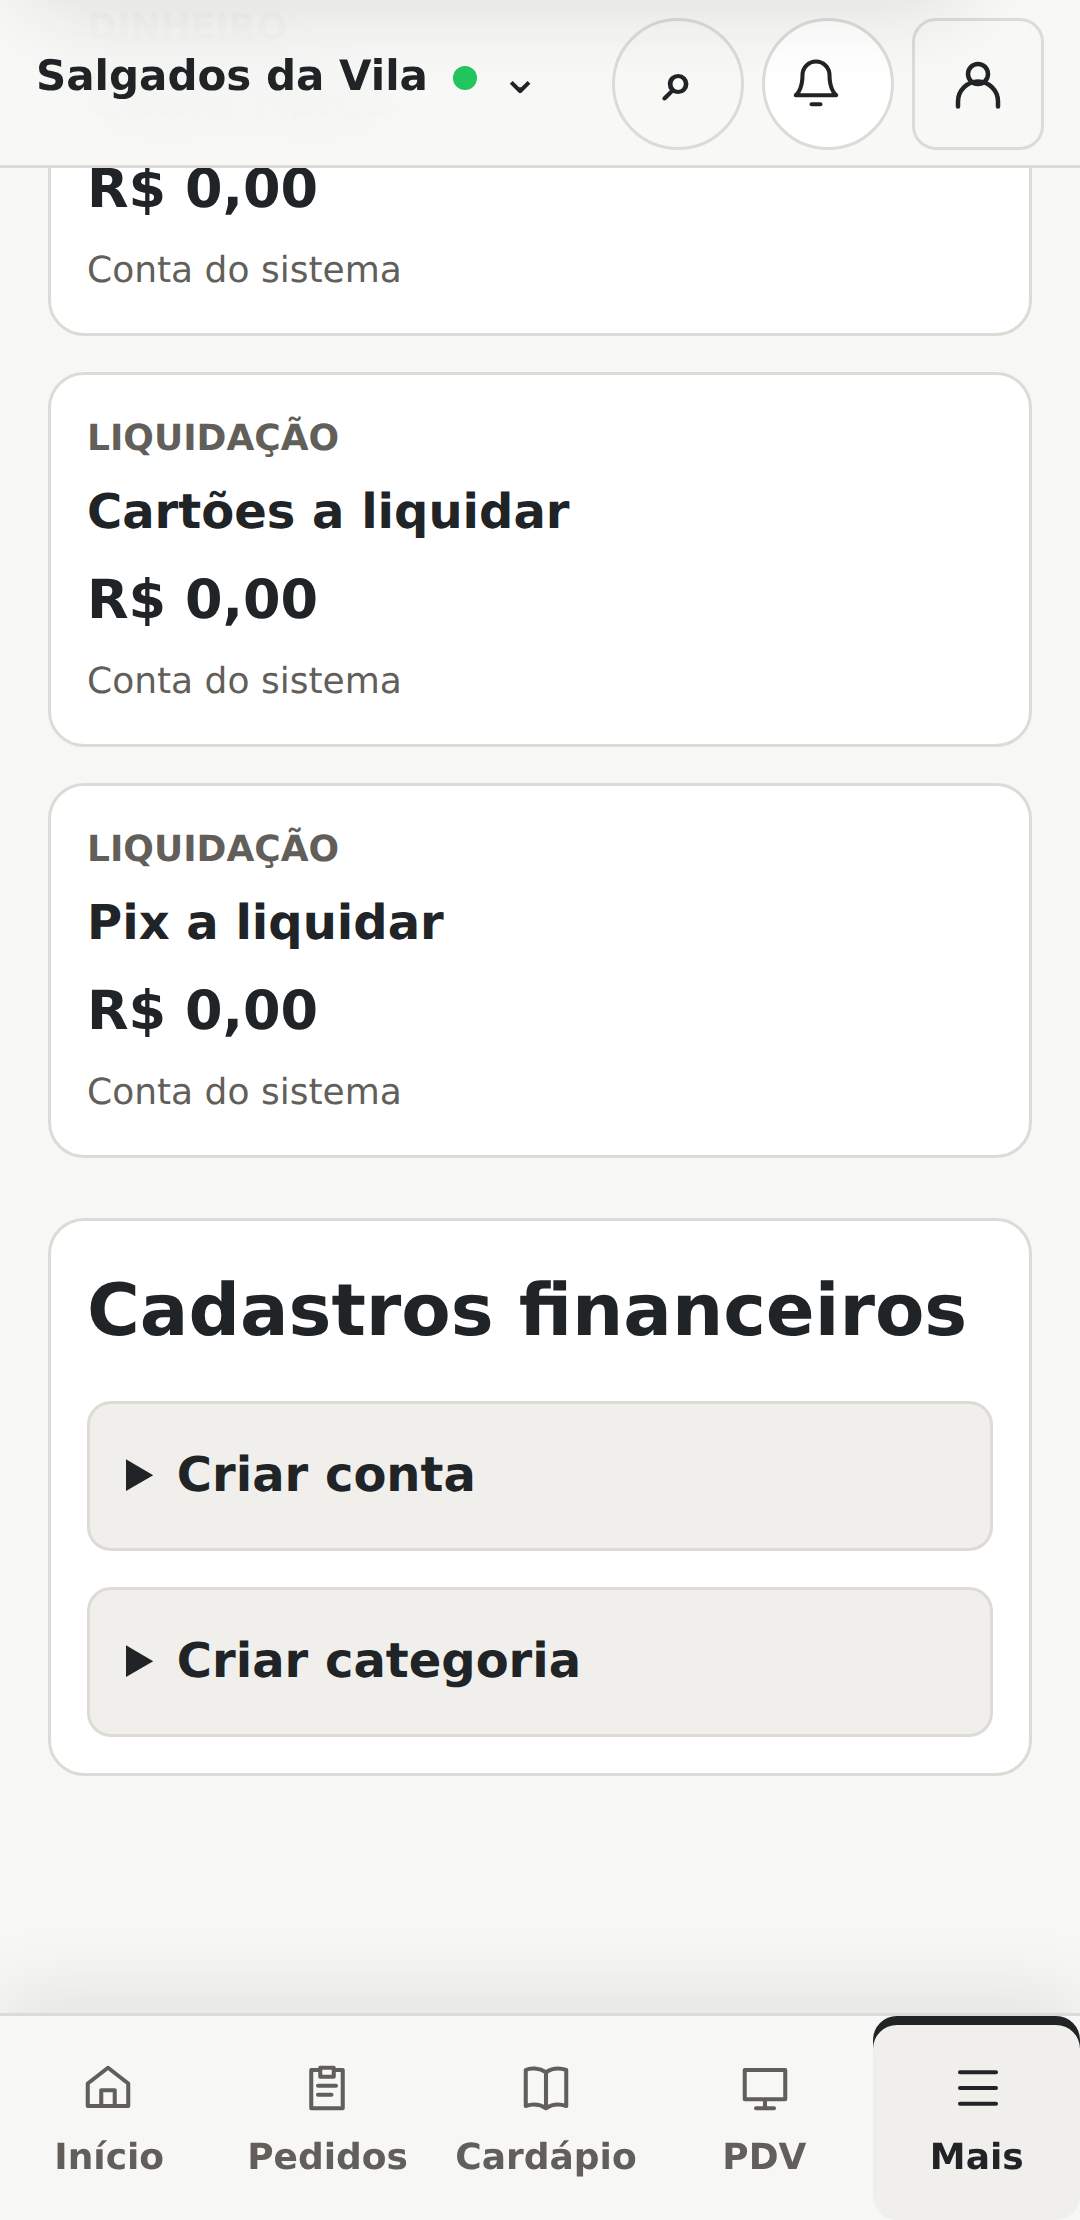 DINHEIRO
Salgados da Vila
R$ 0,00
Conta do sistema
LIQUIDAÇÃO
Cartões a liquidar
R$ 0,00
Conta do sistema
LIQUIDAÇÃO
Pix a liquidar
R$ 0,00
Conta do sistema
Cadastros financeiros
Criar conta
Criar categoria
Início Pedidos Cardápio PDV Mais